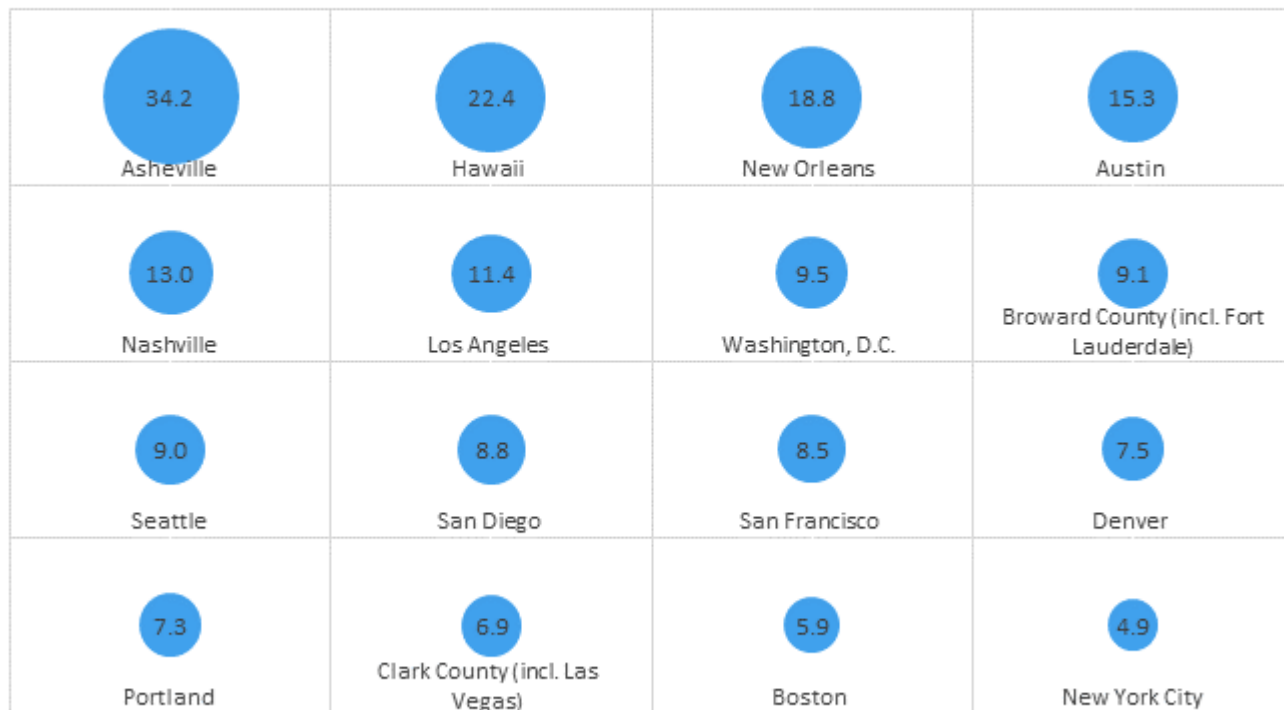 34.2
Asheville
22.4
Hawaii
18.8
New Orleans
15.3
Austin
13.0
Nashville
11.4
Los Angeles
9.5
Washington, D.C.
9.1
Broward County (incl. Fort
Lauderdale)
9.0
Seattle
8.8
San Diego
8.5
San Francisco
7.5
Denver
7.3
Portland
6.9
Clark County (incl. Las
Vegas)
5.9
Boston
4.9
New York City